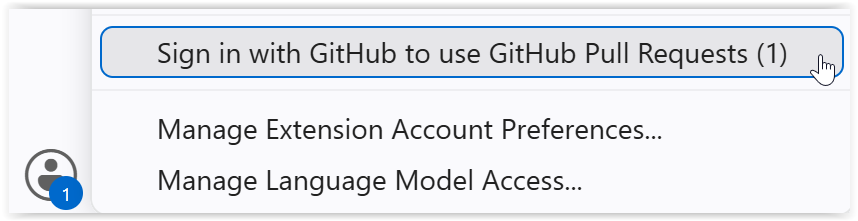 Sign in with GitHub to use GitHub Pull Requests (1)
Manage Extension Account Preferences...
Manage Language Model Access...
1